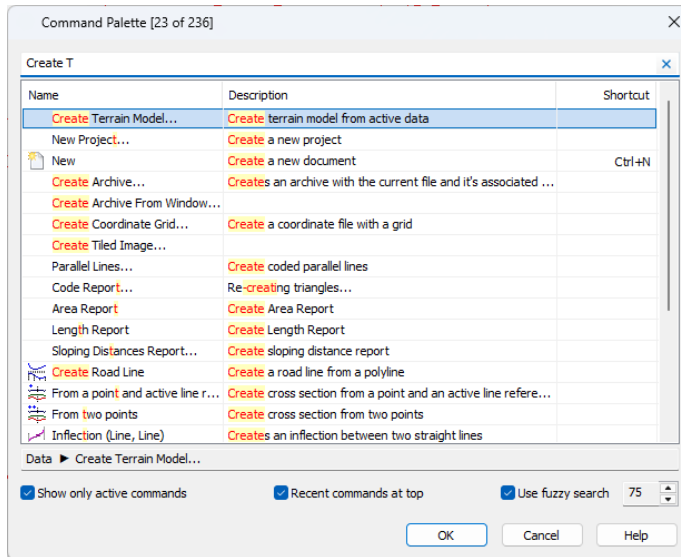 Command Palette [23 of 236]
Create T
Name Description Shortcut
Create Terrain Model... Create terrain model from active data
New Project... Create a new project
New Create a new document Ctrl+N
Create Archive... Creates an archive with the current file and it's associated ...
Create Archive From Window...
Create Coordinate Grid... Create a coordinate file with a grid
Create Tiled Image...
Parallel Lines... Create coded parallel lines
Code Report... Re-creating triangles...
Area Report Create Area Report
Length Report Create Length Report
Sloping Distances Report... Create sloping distance report
Create Road Line Create a road line from a polyline
From a point and active line r... Create cross section from a point and an active line refere...
From two points Create cross section from two points
Inflection (Line, Line) Creates an inflection between two straight lines
Data ► Create Terrain Model...
Show only active commands Recent commands at top Use fuzzy search 75
OK Cancel Help